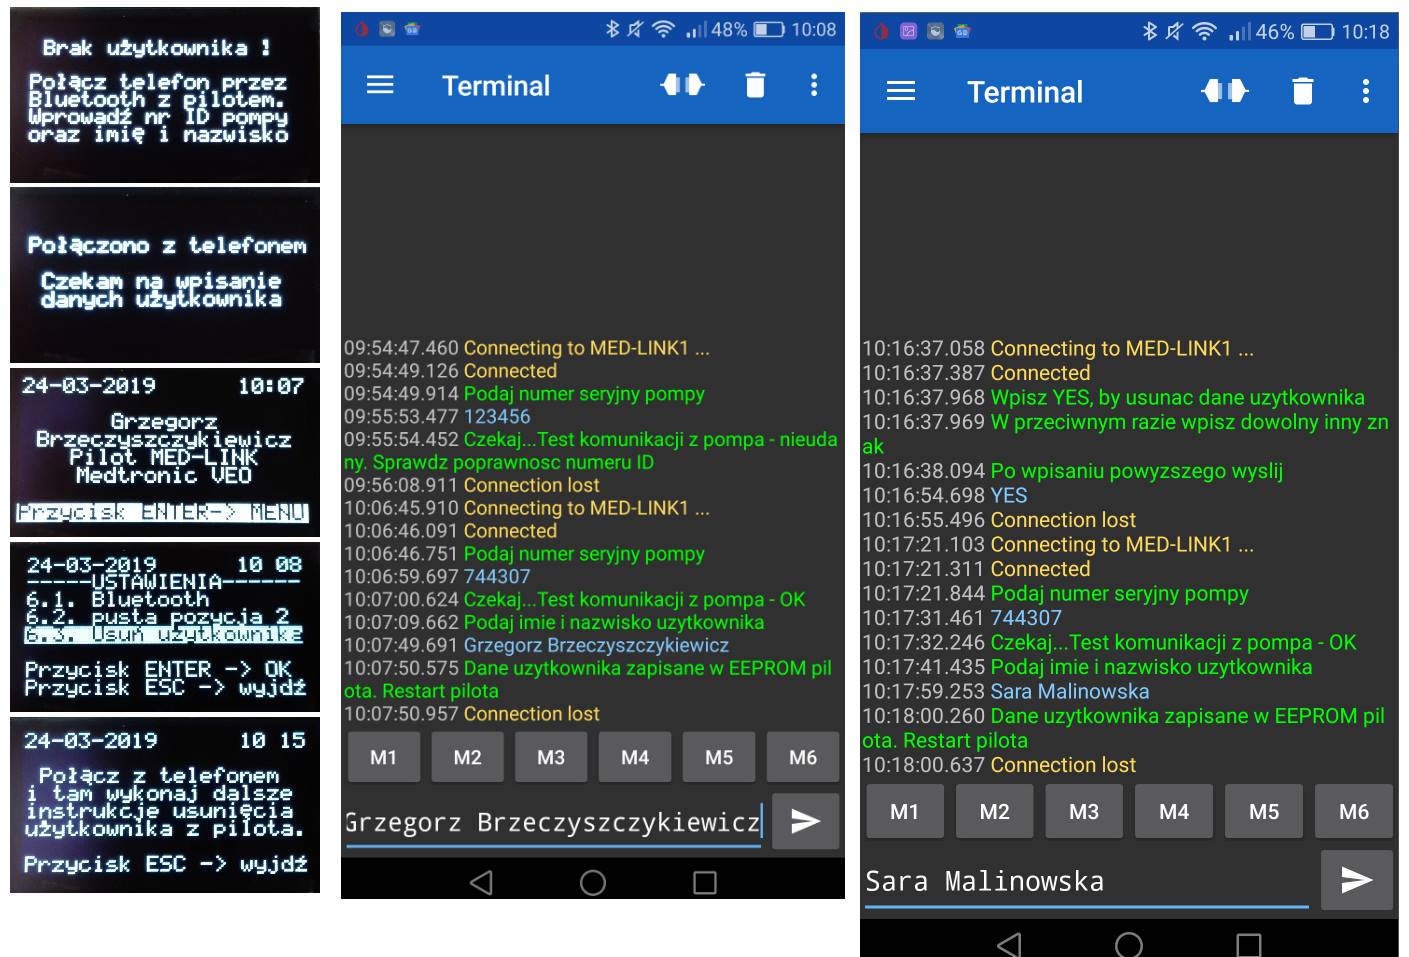 Brak użytkownika !
Połącz telefon przez
Bluetooth z pilotem.
Wprowadź nr ID pompy
oraz imię i nazwisko
Połączono z telefonem
Czekam na wpisanie
danych użytkownika
24-03-2019 10:07
Grzegorz
Brzeczyszczykiewicz
Pilot MED-LINK
Medtronic VEO
Przycisk ENTER-> MENU
24-03-2019 10 08
-----USTAWIENIA------
6.1. Bluetooth
6.2. pusta pozycja 2
6.3. Usuń użytkownika
Przycisk ENTER -> OK
Przycisk ESC -> wyjdź
24-03-2019 10 15
Połącz z telefonem
i tam wykonaj dalsze
instrukcje usunięcia
użytkownika z pilota.
Przycisk ESC -> wyjdź
48% 10:08
Terminal
09:54:47.460 Connecting to MED-LINK1 ...
09:54:49.126 Connected
09:54:49.914 Podaj numer seryjny pompy
09:55:53.477 123456
09:55:54.452 Czekaj...Test komunikacji z pompa - nieuda
ny. Sprawdz poprawnosc numeru ID
09:56:08.911 Connection lost
10:06:45.910 Connecting to MED-LINK1 ...
10:06:46.091 Connected
10:06:46.751 Podaj numer seryjny pompy
10:06:59.697 744307
10:07:00.624 Czekaj...Test komunikacji z pompa - OK
10:07:09.662 Podaj imie i nazwisko uzytkownika
10:07:49.691 Grzegorz Brzeczyszczykiewicz
10:07:50.575 Dane uzytkownika zapisane w EEPROM pil
ota. Restart pilota
10:07:50.957 Connection lost
M1 M2 M3 M4 M5 M6
Grzegorz Brzeczyszczykiewicz
46% 10:18
Terminal
10:16:37.058 Connecting to MED-LINK1 ...
10:16:37.387 Connected
10:16:37.968 Wpisz YES, by usunac dane uzytkownika
10:16:37.969 W przeciwnym razie wpisz dowolny inny zn
ak
10:16:38.094 Po wpisaniu powyzszego wyslij
10:16:54.698 YES
10:16:55.496 Connection lost
10:17:21.103 Connecting to MED-LINK1 ...
10:17:21.311 Connected
10:17:21.844 Podaj numer seryjny pompy
10:17:31.461 744307
10:17:32.246 Czekaj...Test komunikacji z pompa - OK
10:17:41.435 Podaj imie i nazwisko uzytkownika
10:17:59.253 Sara Malinowska
10:18:00.260 Dane uzytkownika zapisane w EEPROM pil
ota. Restart pilota
10:18:00.637 Connection lost
M1 M2 M3 M4 M5 M6
Sara Malinowska